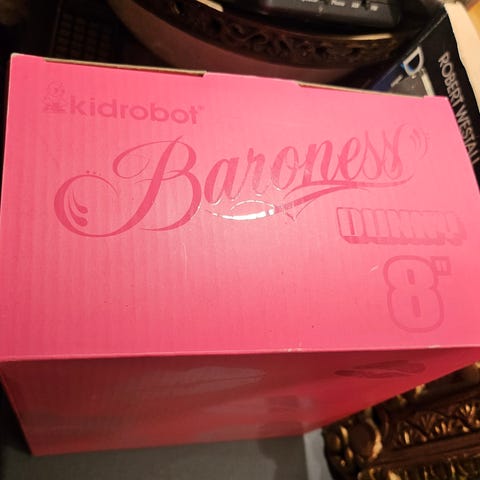 kidrobot®
Baroness
DUNNY
8"
ROBERT WESTALL